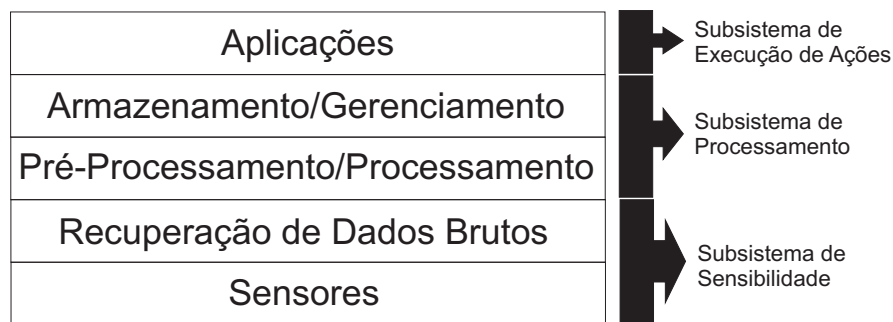 Aplicações
Subsistema de
Execução de Ações
Armazenamento/Gerenciamento
Pré-Processamento/Processamento
Subsistema de
Processamento
Recuperação de Dados Brutos
Sensores
Subsistema de
Sensibilidade